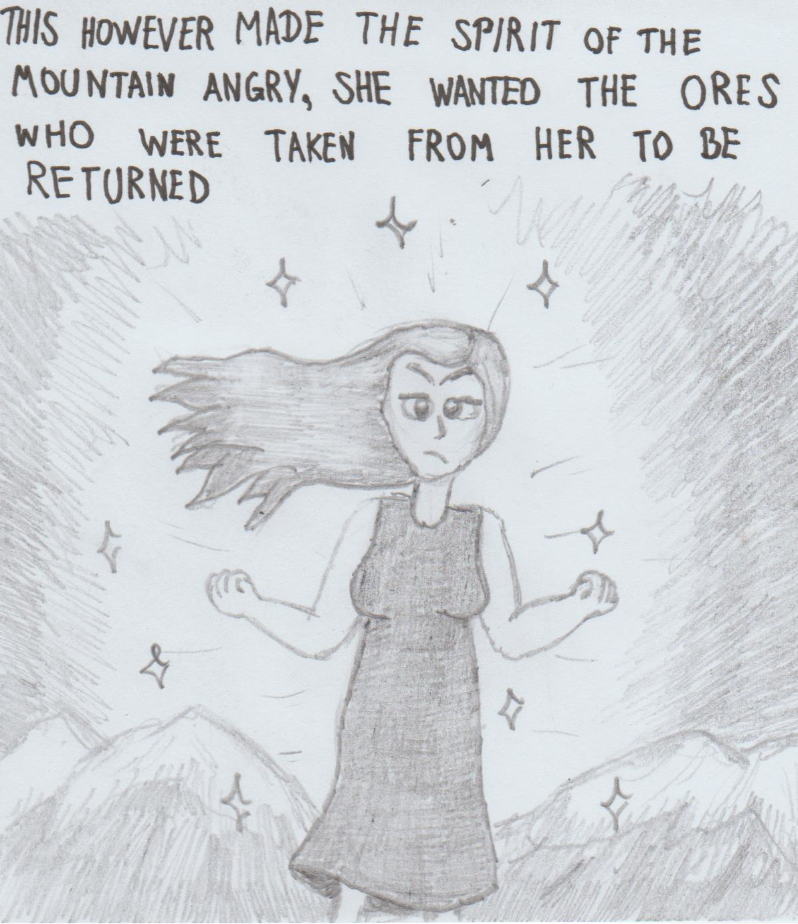 THIS HOWEVER MADE THE SPIRIT OF THE
MOUNTAIN ANGRY, SHE WANTED THE ORES
WHO WERE TAKEN FROM HER TO BE
RETURNED